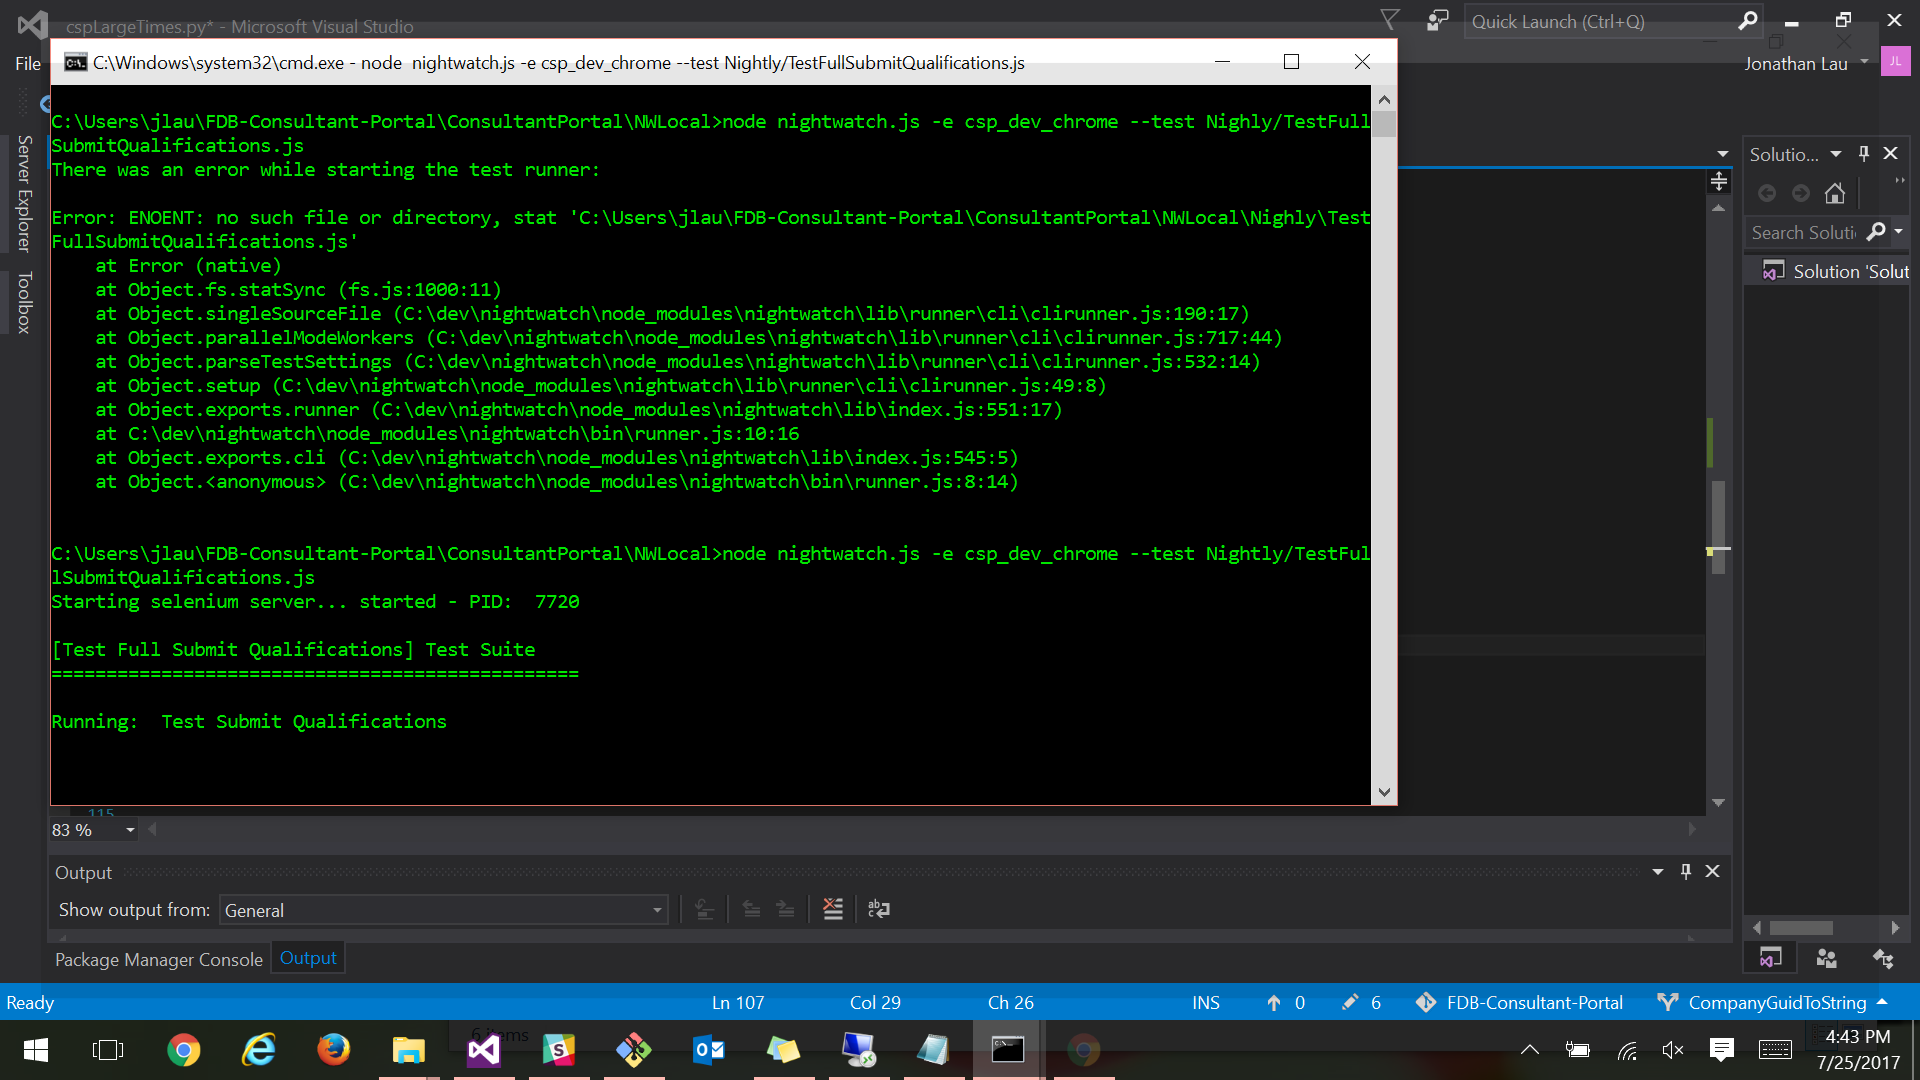 cspLargeTimes.py* - Microsoft Visual Studio
Quick Launch (Ctrl+Q)
File
Jonathan Lau
JL
C:\Windows\system32\cmd.exe - node  nightwatch.js -e csp_dev_chrome --test Nightly/TestFullSubmitQualifications.js
C:\Users\jlau\FDB-Consultant-Portal\ConsultantPortal\NWLocal>node nightwatch.js -e csp_dev_chrome --test Nighly/TestFull
SubmitQualifications.js
There was an error while starting the test runner:
Error: ENOENT: no such file or directory, stat 'C:\Users\jlau\FDB-Consultant-Portal\ConsultantPortal\NWLocal\Nighly\Test
FullSubmitQualifications.js'
at Error (native)
at Object.fs.statSync (fs.js:1000:11)
at Object.singleSourceFile (C:\dev\nightwatch\node_modules\nightwatch\lib\runner\cli\clirunner.js:190:17)
at Object.parallelModeWorkers (C:\dev\nightwatch\node_modules\nightwatch\lib\runner\cli\clirunner.js:717:44)
at Object.parseTestSettings (C:\dev\nightwatch\node_modules\nightwatch\lib\runner\cli\clirunner.js:532:14)
at Object.setup (C:\dev\nightwatch\node_modules\nightwatch\lib\runner\cli\clirunner.js:49:8)
at Object.exports.runner (C:\dev\nightwatch\node_modules\nightwatch\lib\index.js:551:17)
at C:\dev\nightwatch\node_modules\nightwatch\bin\runner.js:10:16
at Object.exports.cli (C:\dev\nightwatch\node_modules\nightwatch\lib\index.js:545:5)
at Object.<anonymous> (C:\dev\nightwatch\node_modules\nightwatch\bin\runner.js:8:14)
C:\Users\jlau\FDB-Consultant-Portal\ConsultantPortal\NWLocal>node nightwatch.js -e csp_dev_chrome --test Nightly/TestFul
lSubmitQualifications.js
Starting selenium server... started - PID:  7720
[Test Full Submit Qualifications] Test Suite
================================================
Running:  Test Submit Qualifications
Server Explorer
Toolbox
Solutio...
Search Soluti
Solution 'Solut
115
83 %
Output
Show output from:
General
Package Manager Console
Output
Ready
Ln 107
Col 29
Ch 26
INS
0
6
FDB-Consultant-Portal
CompanyGuidToString
6 items
4:43 PM
7/25/2017